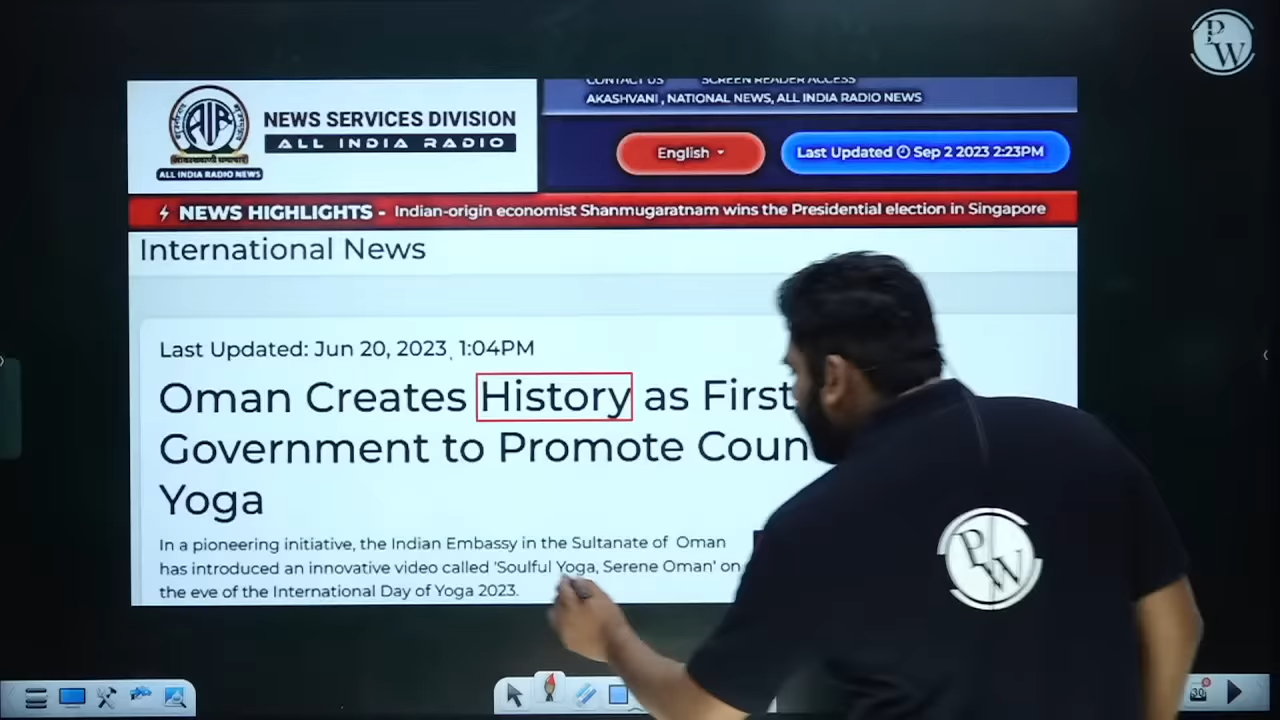 PW
CONTACT US SCREEN READER ACCESS
AKASHVANI , NATIONAL NEWS, ALL INDIA RADIO NEWS
AIR
NEWS SERVICES DIVISION
ALL INDIA RADIO
ALL INDIA RADIO NEWS
English
Last Updated Sep 2 2023 2:23PM
NEWS HIGHLIGHTS - Indian-origin economist Shanmugaratnam wins the Presidential election in Singapore
International News
Last Updated: Jun 20, 2023, 1:04PM
Oman Creates History as First
Government to Promote
Yoga
In a pioneering initiative, the Indian Embassy in the Sultanate of Oman
has introduced an innovative video called 'Soulful Yoga, Serene Oman' on
the eve of the International Day of Yoga 2023.
PW
30